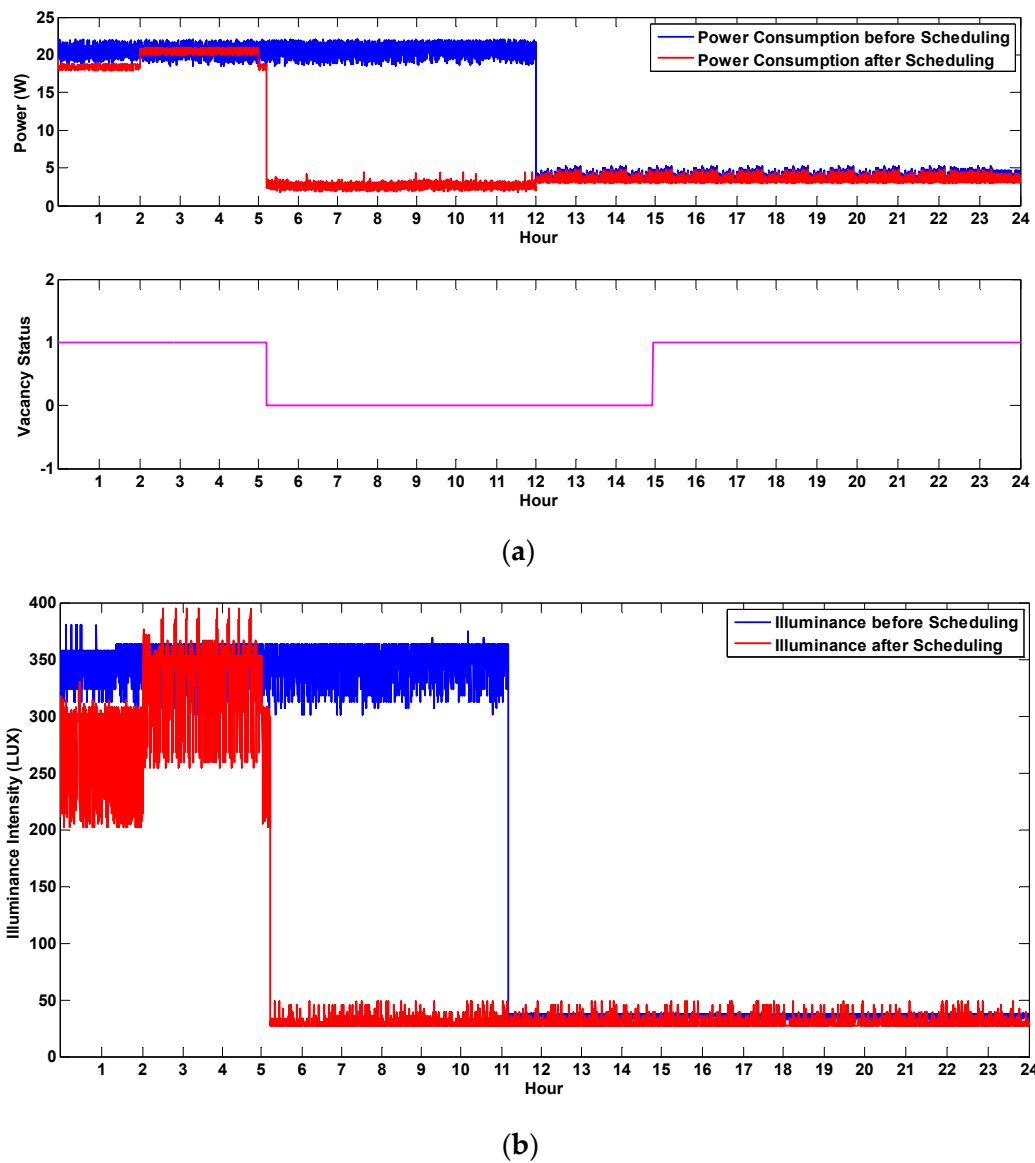 25
20
15
10
5
0
Power (W)
Power Consumption before Scheduling
Power Consumption after Scheduling
1 2 3 4 5 6 7 8 9 10 11 12 13 14 15 16 17 18 19 20 21 22 23 24
Hour
2
1
0
-1
Vacancy Status
1 2 3 4 5 6 7 8 9 10 11 12 13 14 15 16 17 18 19 20 21 22 23 24
Hour
(a)
400
350
300
250
200
150
100
50
0
Illuminance Intensity (LUX)
Illuminance before Scheduling
Illuminance after Scheduling
1 2 3 4 5 6 7 8 9 10 11 12 13 14 15 16 17 18 19 20 21 22 23 24
Hour
(b)